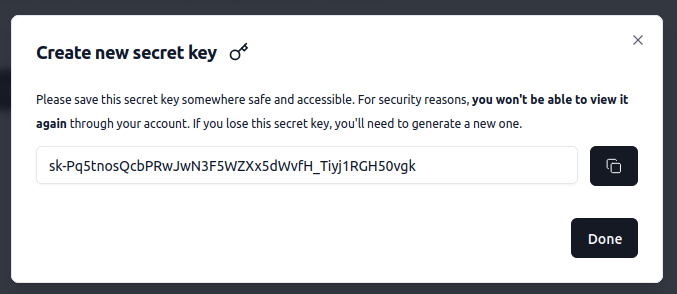 Create new secret key
Please save this secret key somewhere safe and accessible. For security reasons, you won't be able to view it
again through your account. If you lose this secret key, you'll need to generate a new one.
sk-Pq5tnosQcbPRwJwN3F5WZXx5dWvfH_Tiyj1RGH50vgk
Done